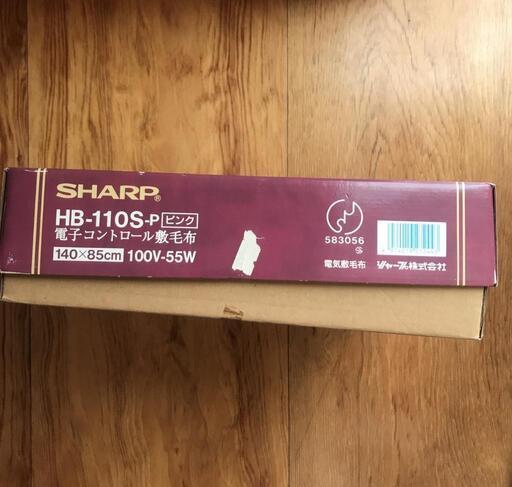 SHARP®
HB-110S-P ピンク
電子コントロール敷毛布
140×85cm 100V-55W
583056
電気敷毛布
シャープ株式会社